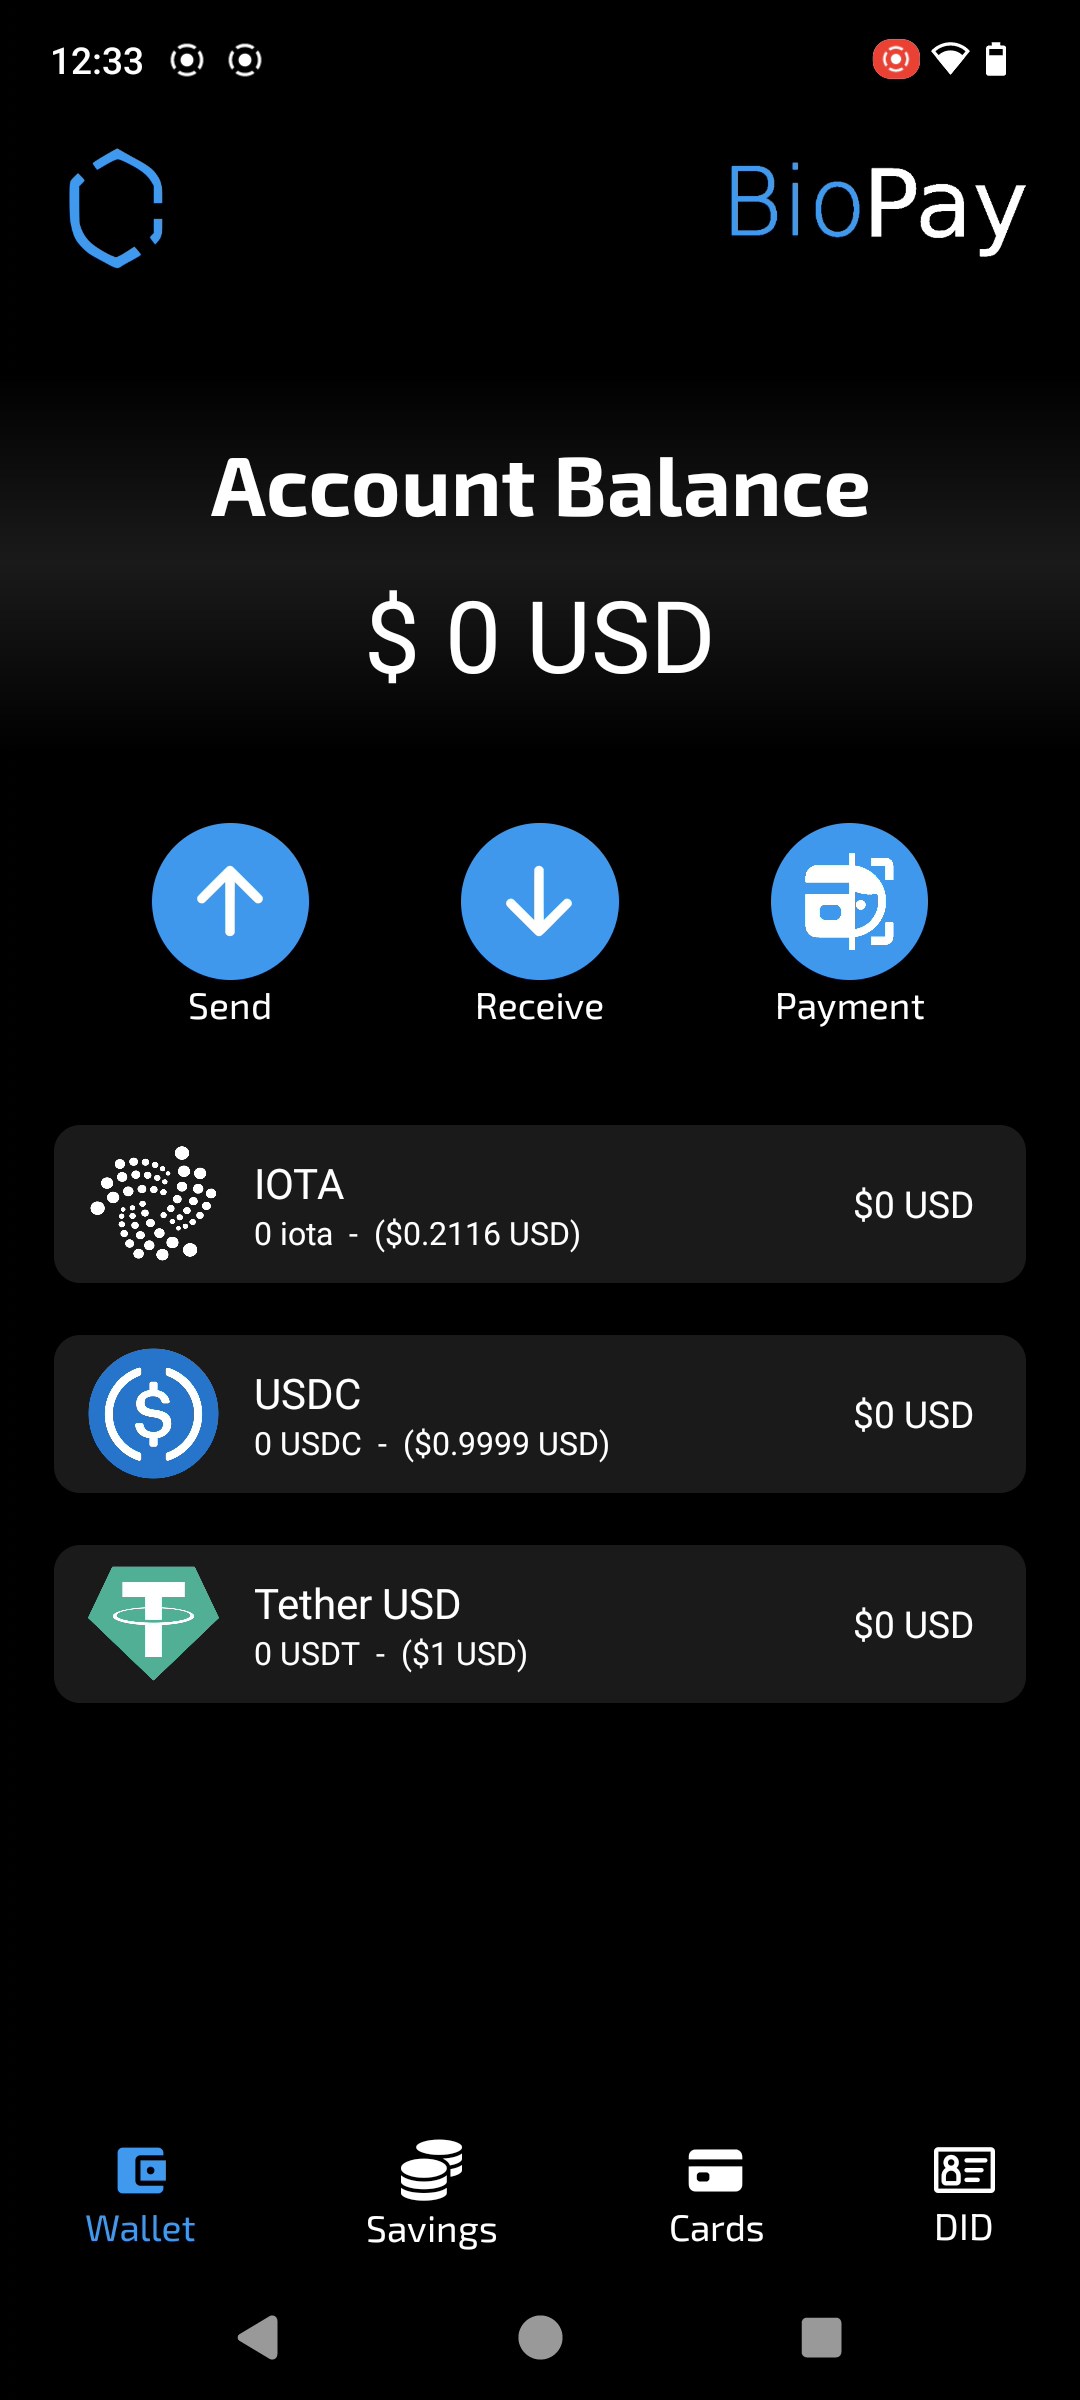 12:33
BioPay
Account Balance
$ 0 USD
Send
Receive
Payment
IOTA
0 iota - ($0.2116 USD)
$0 USD
USDC
0 USDC - ($0.9999 USD)
$0 USD
Tether USD
0 USDT - ($1 USD)
$0 USD
Wallet
Savings
Cards
DID